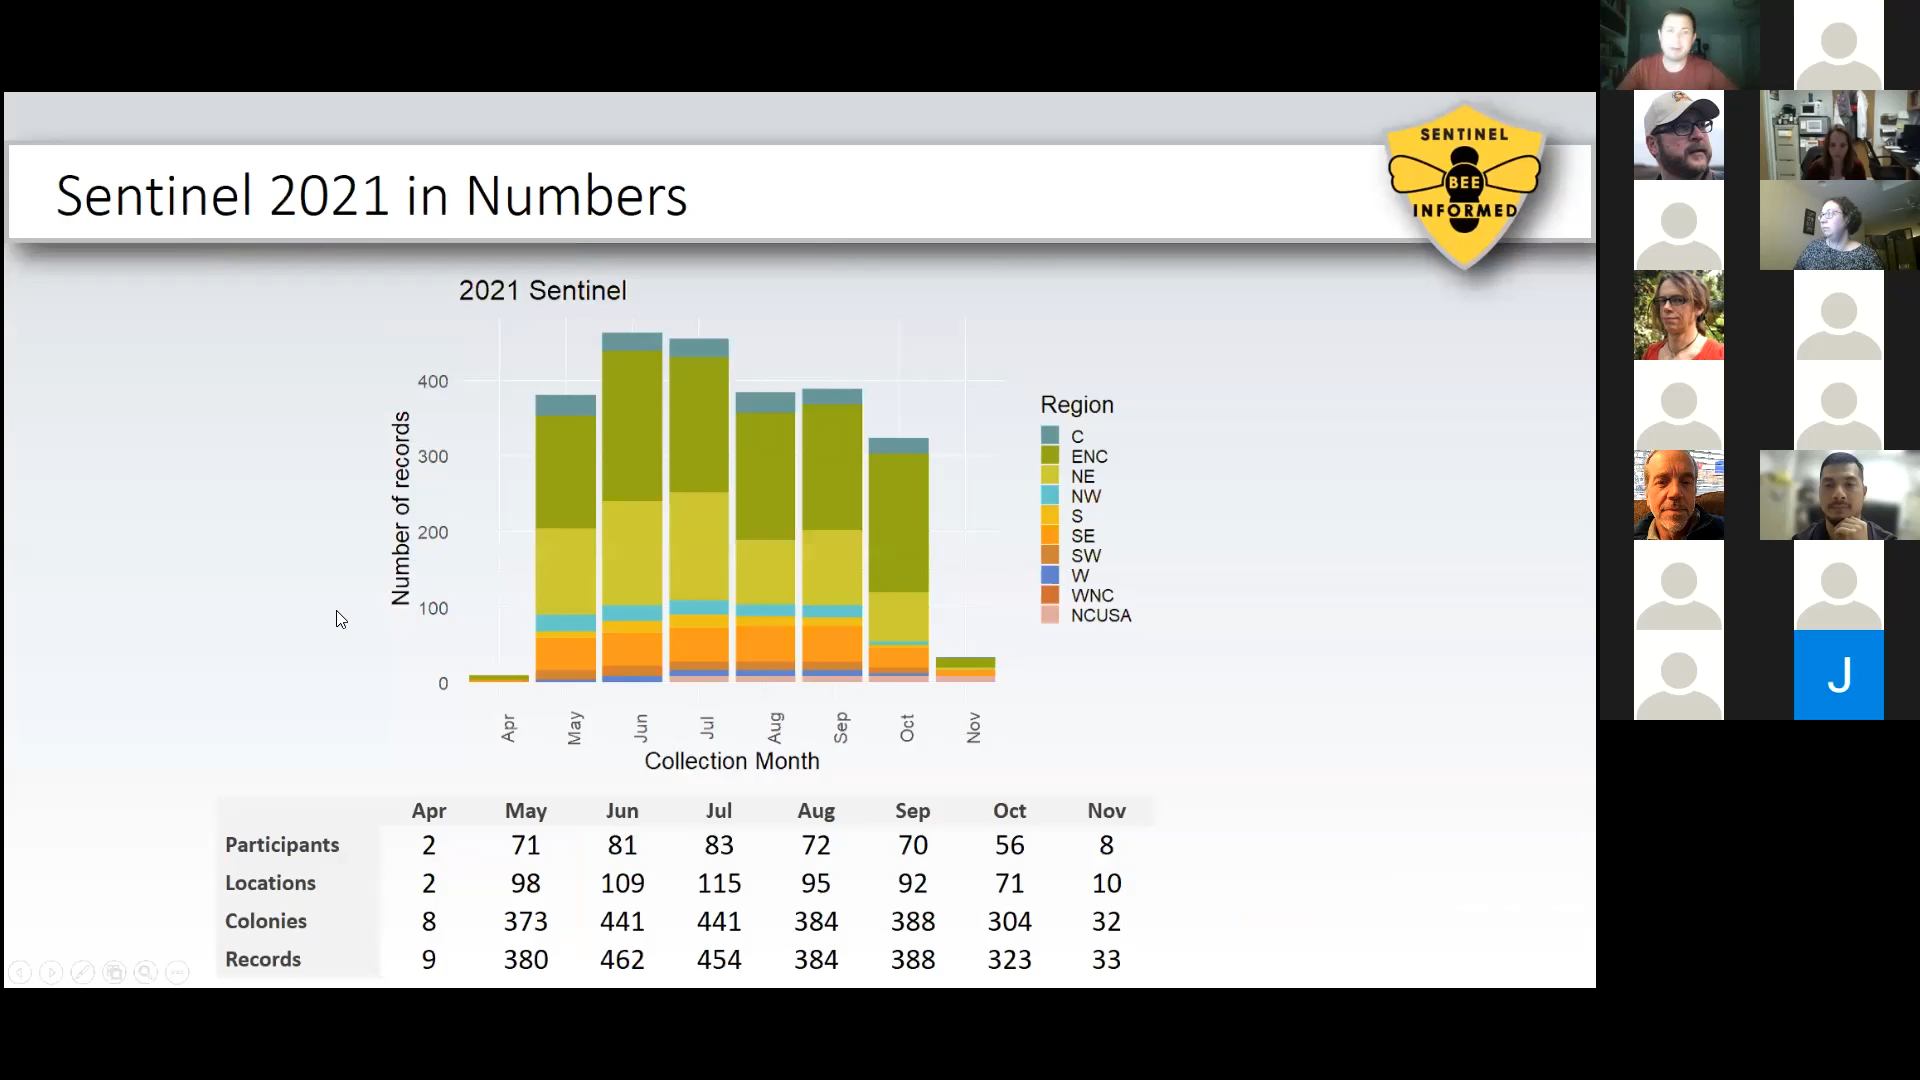 Sentinel 2021 in Numbers
SENTINEL
BEE
INFORMED
2021 Sentinel
Number of records
400
300
200
100
0
Apr May Jun Jul Aug Sep Oct Nov
Collection Month
Region
C
ENC
NE
NW
S
SE
SW
W
WNC
NCUSA
Apr May Jun Jul Aug Sep Oct Nov
Participants 2 71 81 83 72 70 56 8
Locations 2 98 109 115 95 92 71 10
Colonies 8 373 441 441 384 388 304 32
Records 9 380 462 454 384 388 323 33
J